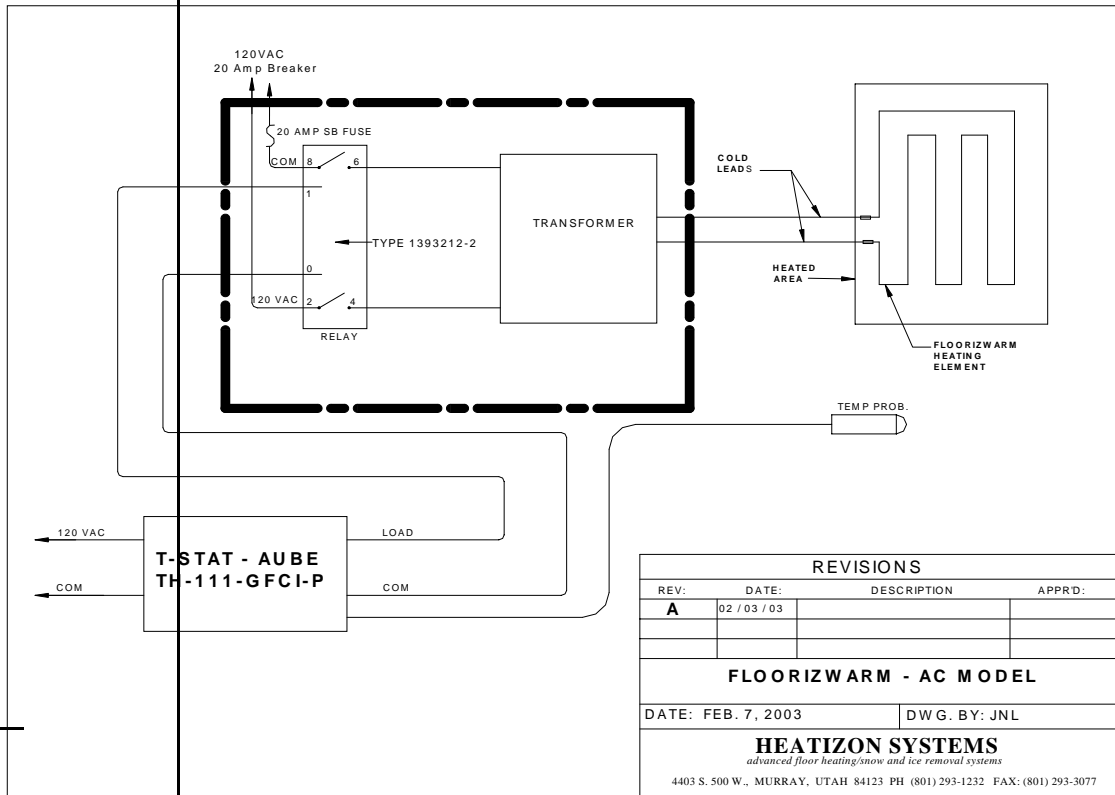 120VAC
20 Amp Breaker
20 AMP SB FUSE
COM 8 6
1
TYPE 1393212-2
0
120 VAC 2 4
RELAY
TRANSFORMER
COLD
LEADS
HEATED
AREA
FLOORIZWARM
HEATING
ELEMENT
TEMP PROB.
120 VAC
COM
T-STAT - AUBE
TH-111-GFCI-P
LOAD
COM
REVISIONS
REV: DATE: DESCRIPTION APPR'D:
A 02/03/03
FLOORIZWARM - AC MODEL
DATE: FEB. 7, 2003 DWG. BY: JNL
HEATIZON SYSTEMS
advanced floor heating/snow and ice removal systems
4403 S. 500 W., MURRAY, UTAH 84123 PH (801) 293-1232 FAX: (801) 293-3077